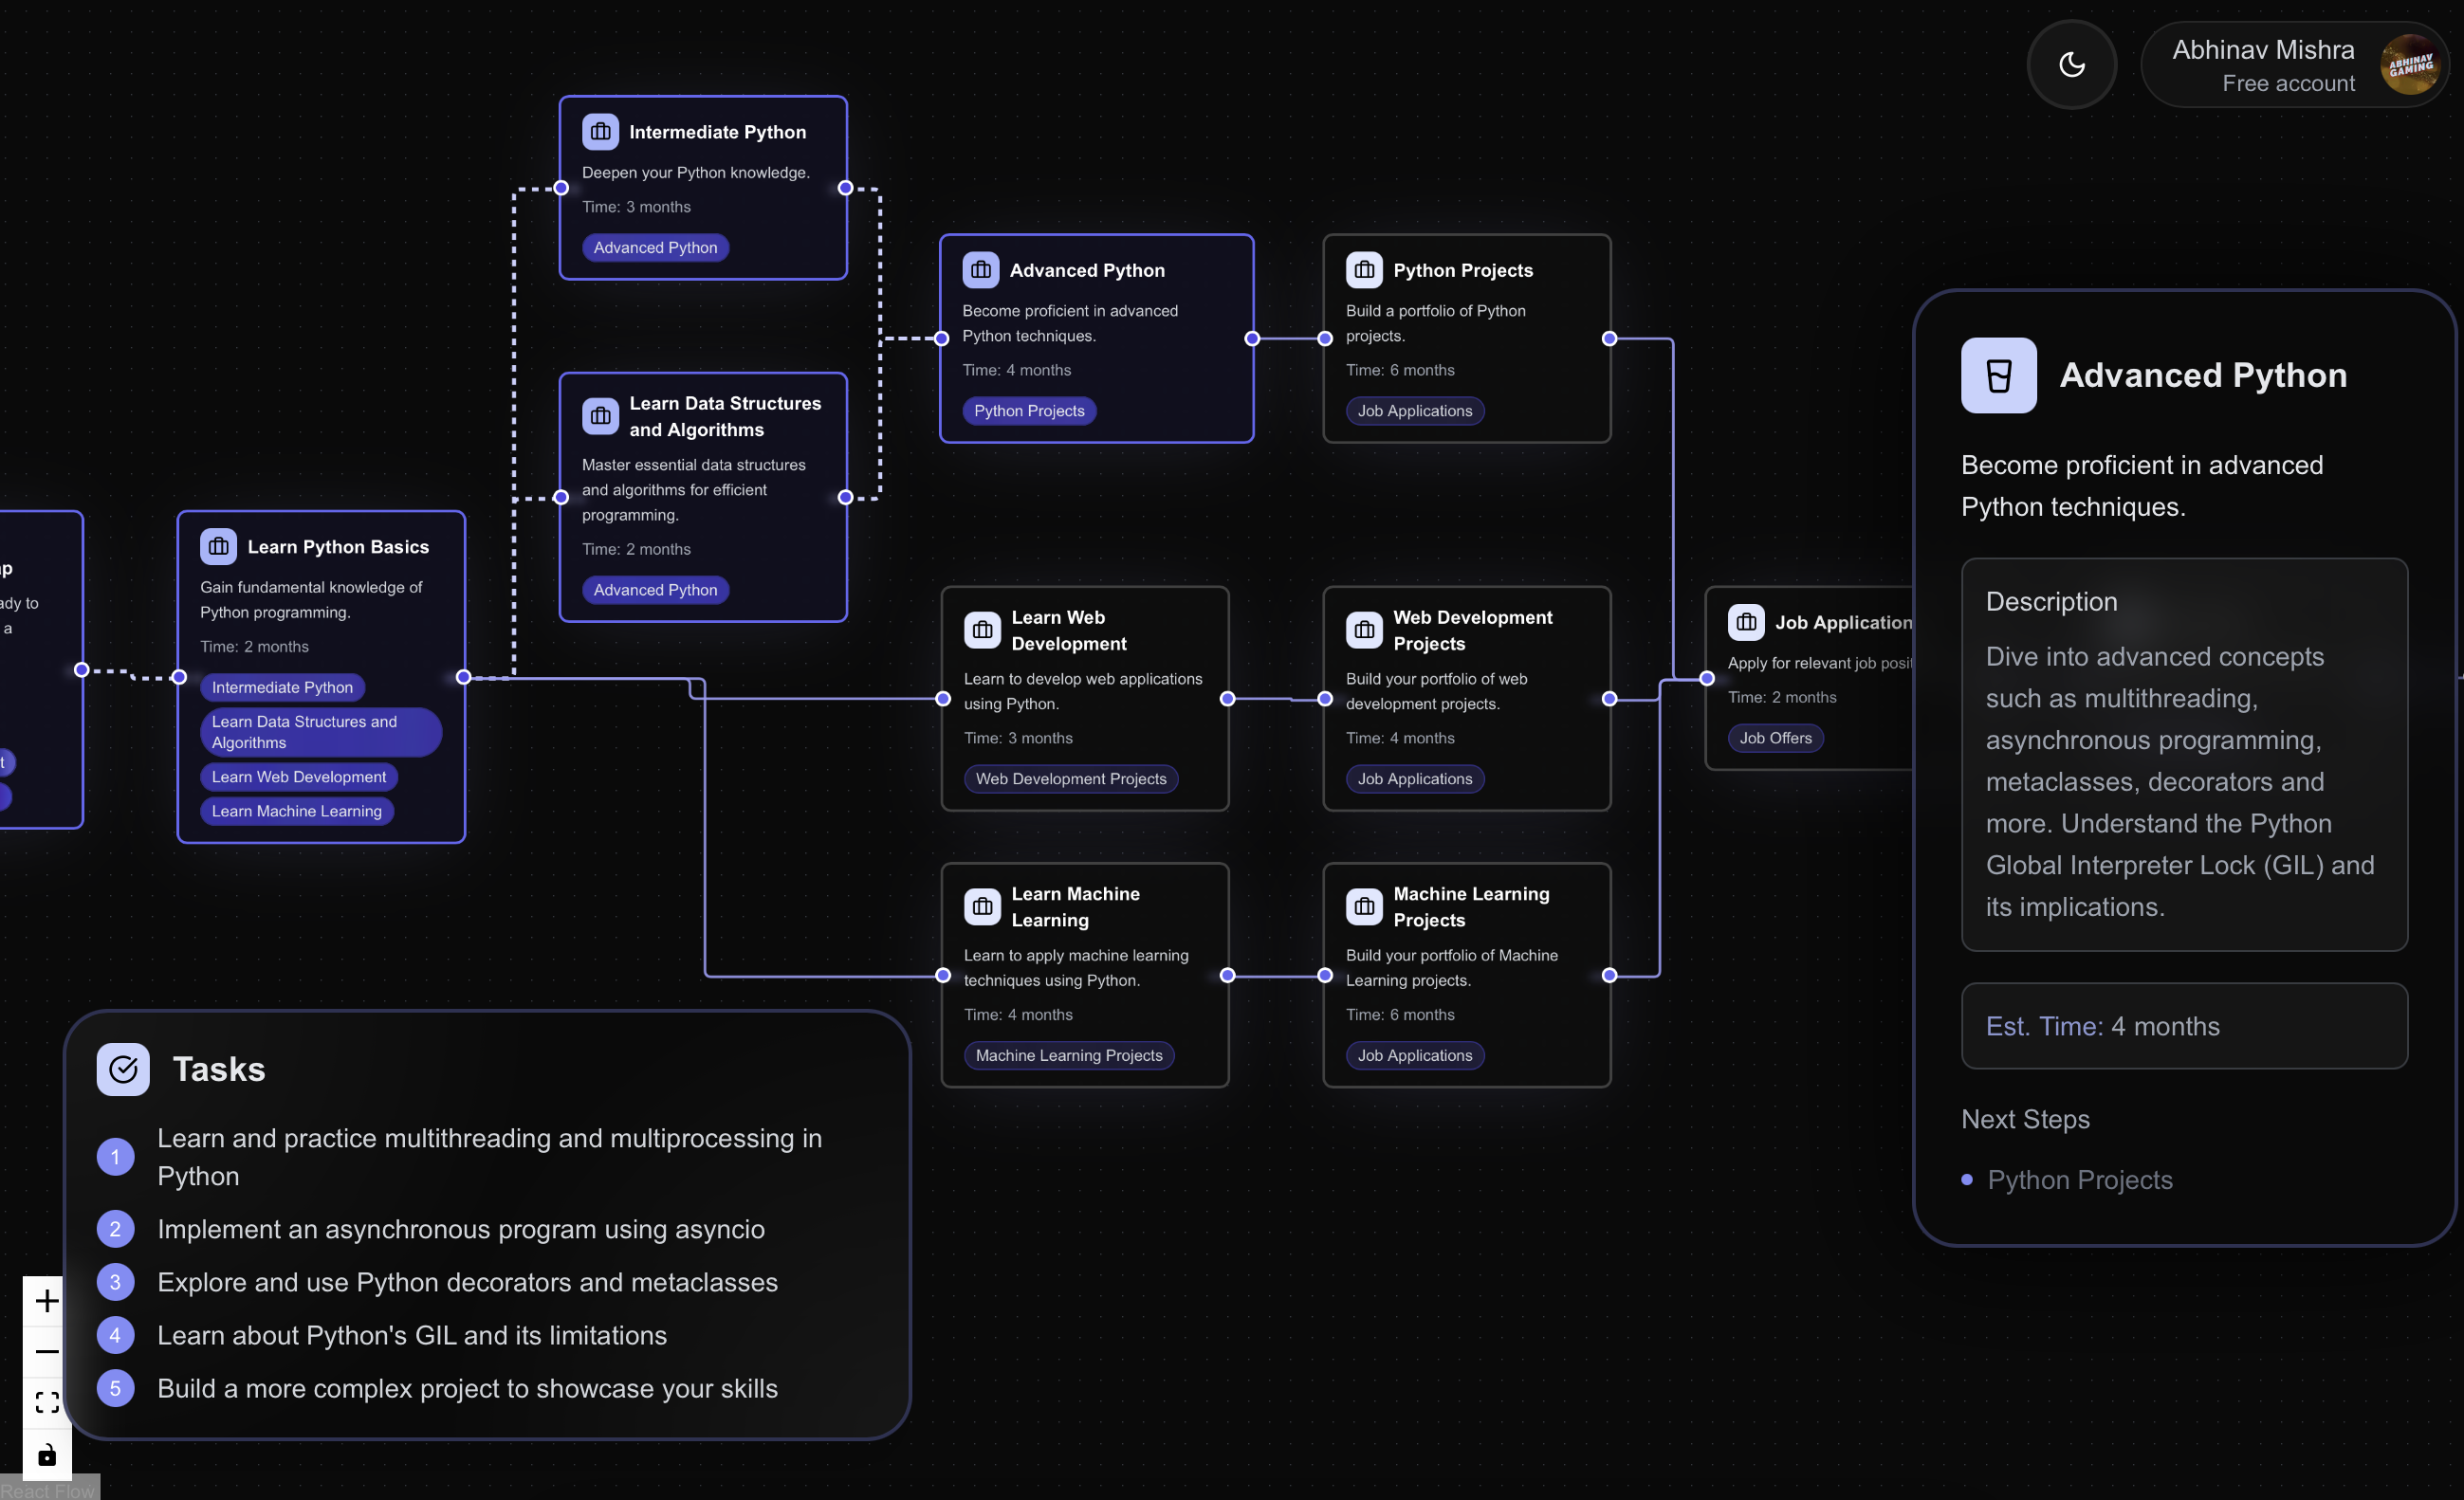 Abhinav Mishra
Free account
ABHINAV
GAMING
Intermediate Python
Deepen your Python knowledge.
Time: 3 months
Advanced Python
Learn Data Structures
and Algorithms
Master essential data structures
and algorithms for efficient
programming.
Time: 2 months
Advanced Python
Advanced Python
Become proficient in advanced
Python techniques.
Time: 4 months
Python Projects
Python Projects
Build a portfolio of Python
projects.
Time: 6 months
Job Applications
Learn Python Basics
Gain fundamental knowledge of
Python programming.
Time: 2 months
Intermediate Python
Learn Data Structures and
Algorithms
Learn Web Development
Learn Machine Learning
Learn Web
Development
Learn to develop web applications
using Python.
Time: 3 months
Web Development Projects
Web Development
Projects
Build your portfolio of web
development projects.
Time: 4 months
Job Applications
Job Application
Apply for relevant job posit
Time: 2 months
Job Offers
Learn Machine
Learning
Learn to apply machine learning
techniques using Python.
Time: 4 months
Machine Learning Projects
Machine Learning
Projects
Build your portfolio of Machine
Learning projects.
Time: 6 months
Job Applications
Advanced Python
Become proficient in advanced
Python techniques.
Description
Dive into advanced concepts
such as multithreading,
asynchronous programming,
metaclasses, decorators and
more. Understand the Python
Global Interpreter Lock (GIL) and
its implications.
Est. Time: 4 months
Next Steps
Python Projects
Tasks
1 Learn and practice multithreading and multiprocessing in
Python
2 Implement an asynchronous program using asyncio
3 Explore and use Python decorators and metaclasses
4 Learn about Python's GIL and its limitations
5 Build a more complex project to showcase your skills
React Flow